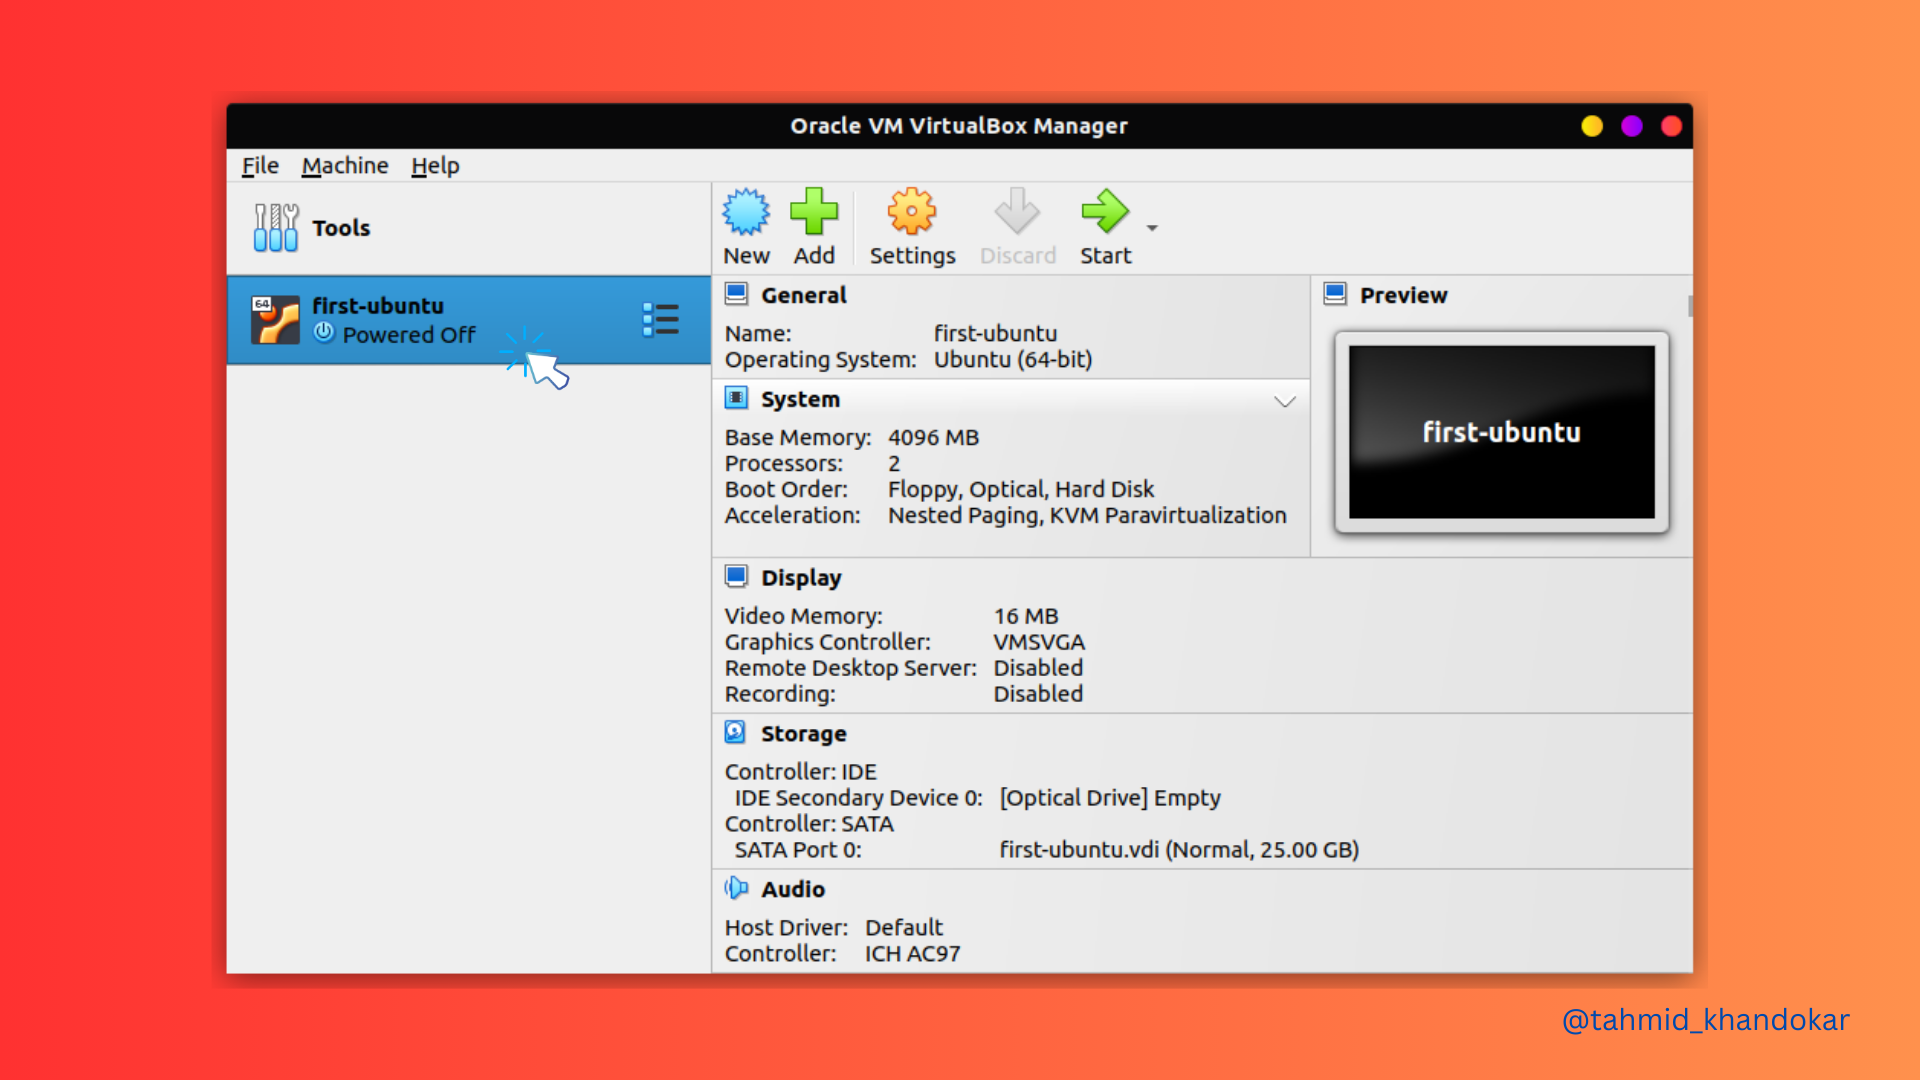 Oracle VM VirtualBox Manager
File Machine Help
Tools
New Add Settings Discard Start
64
first-ubuntu
Powered Off
General
Name: first-ubuntu
Operating System: Ubuntu (64-bit)
Preview
first-ubuntu
System
Base Memory: 4096 MB
Processors: 2
Boot Order: Floppy, Optical, Hard Disk
Acceleration: Nested Paging, KVM Paravirtualization
Display
Video Memory: 16 MB
Graphics Controller: VMSVGA
Remote Desktop Server: Disabled
Recording: Disabled
Storage
Controller: IDE
IDE Secondary Device 0: [Optical Drive] Empty
Controller: SATA
SATA Port 0: first-ubuntu.vdi (Normal, 25.00 GB)
Audio
Host Driver: Default
Controller: ICH AC97
@tahmid_khandokar